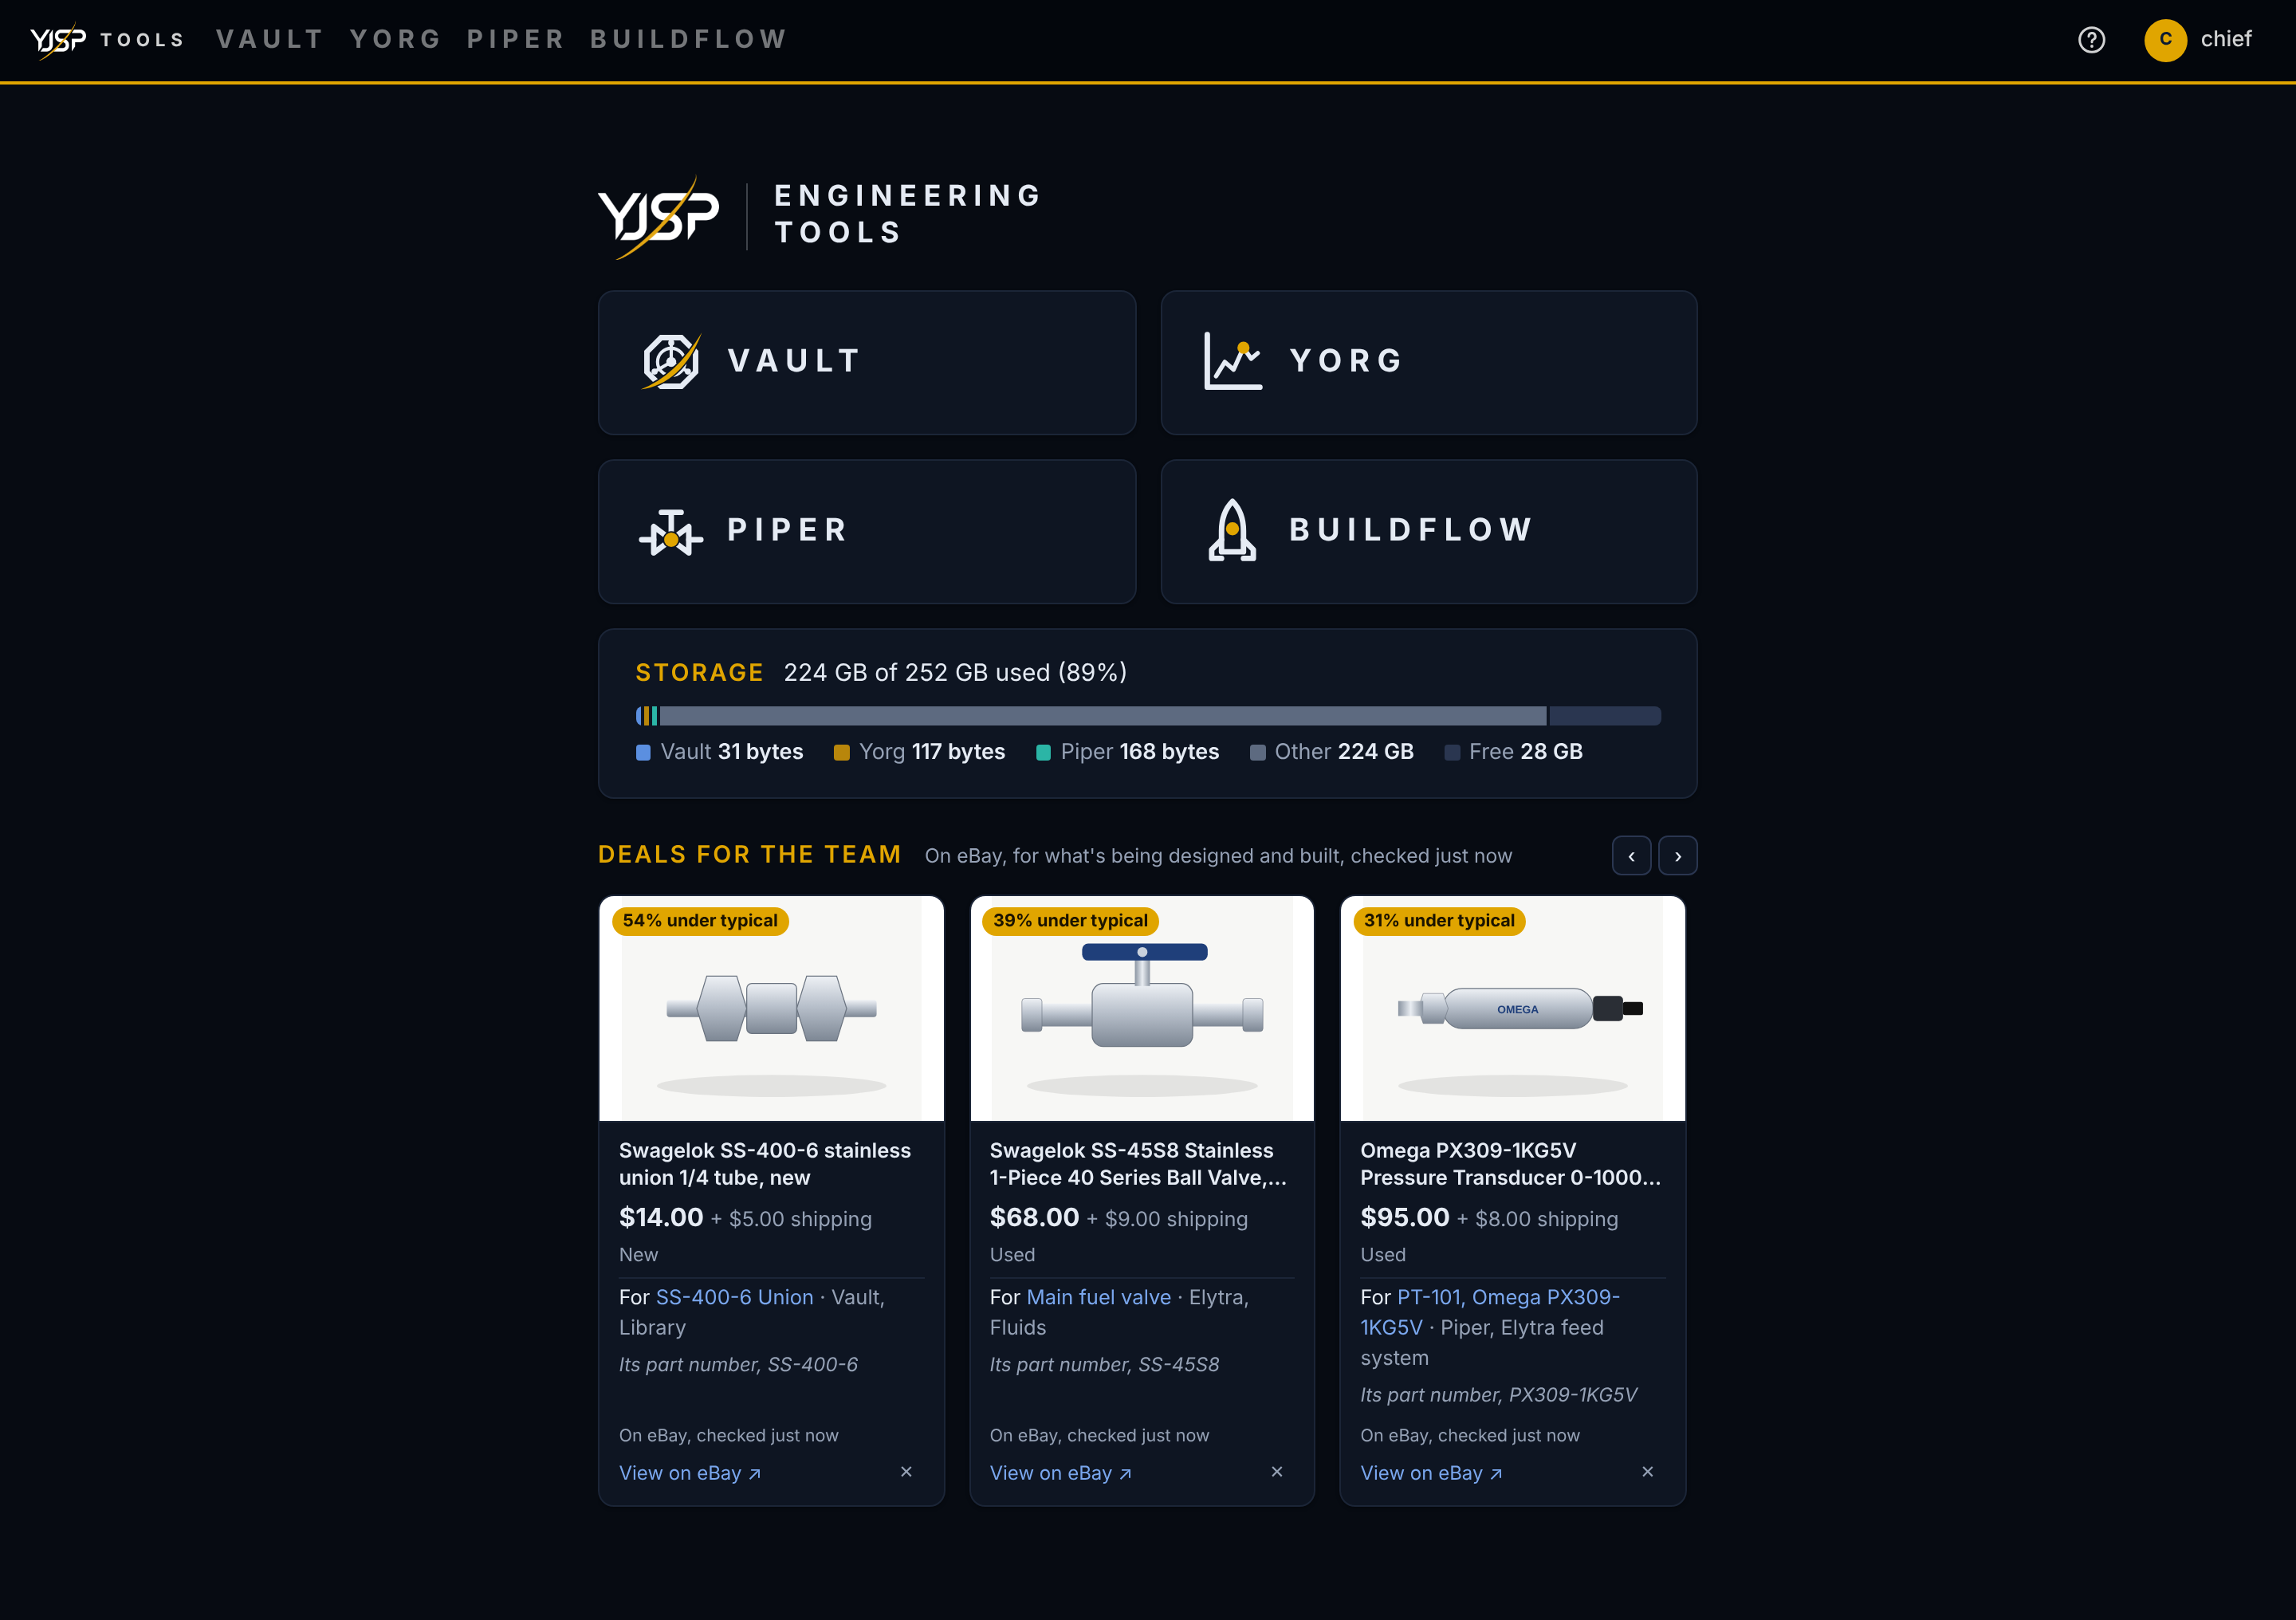 YJSP TOOLS VAULT YORG PIPER BUILDFLOW ? C chief
YJSP ENGINEERING
TOOLS
VAULT
YORG
PIPER
BUILDFLOW
STORAGE 224 GB of 252 GB used (89%)
Vault 31 bytes Yorg 117 bytes Piper 168 bytes Other 224 GB Free 28 GB
DEALS FOR THE TEAM On eBay, for what's being designed and built, checked just now ‹ ›
54% under typical
Swagelok SS-400-6 stainless
union 1/4 tube, new
$14.00 + $5.00 shipping
New
For SS-400-6 Union · Vault,
Library
Its part number, SS-400-6
On eBay, checked just now
View on eBay ↗ ×
39% under typical
Swagelok SS-45S8 Stainless
1-Piece 40 Series Ball Valve,...
$68.00 + $9.00 shipping
Used
For Main fuel valve · Elytra,
Fluids
Its part number, SS-45S8
On eBay, checked just now
View on eBay ↗ ×
31% under typical
OMEGA
Omega PX309-1KG5V
Pressure Transducer 0-1000...
$95.00 + $8.00 shipping
Used
For PT-101, Omega PX309-
1KG5V · Piper, Elytra feed
system
Its part number, PX309-1KG5V
On eBay, checked just now
View on eBay ↗ ×